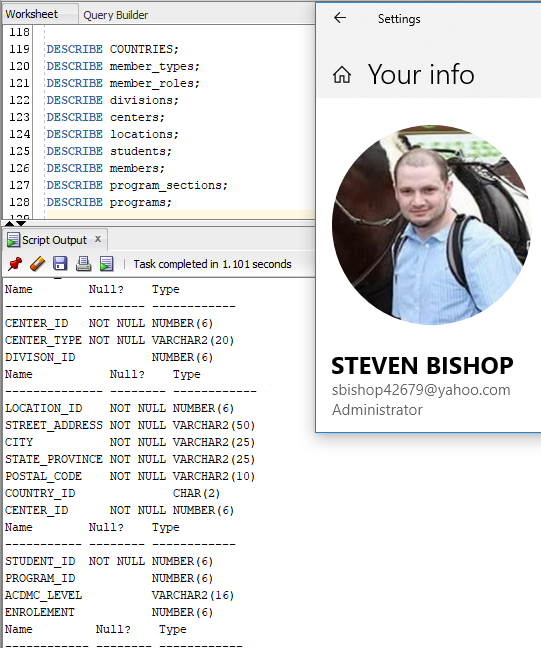 Worksheet Query Builder
118
119 DESCRIBE COUNTRIES;
120 DESCRIBE member_types;
121 DESCRIBE member_roles;
122 DESCRIBE divisions;
123 DESCRIBE centers;
124 DESCRIBE locations;
125 DESCRIBE students;
126 DESCRIBE members;
127 DESCRIBE program_sections;
128 DESCRIBE programs;
129
Script Output x
Task completed in 1.101 seconds
Name Null? Type
----------- -------- ------------
CENTER_ID NOT NULL NUMBER(6)
CENTER_TYPE NOT NULL VARCHAR2(20)
DIVISON_ID NUMBER(6)
Name Null? Type
-------------- -------- ------------
LOCATION_ID NOT NULL NUMBER(6)
STREET_ADDRESS NOT NULL VARCHAR2(50)
CITY NOT NULL VARCHAR2(25)
STATE_PROVINCE NOT NULL VARCHAR2(25)
POSTAL_CODE NOT NULL VARCHAR2(10)
COUNTRY_ID CHAR(2)
CENTER_ID NOT NULL NUMBER(6)
Name Null? Type
----------- -------- ------------
STUDENT_ID NOT NULL NUMBER(6)
PROGRAM_ID NUMBER(6)
ACDMC_LEVEL VARCHAR2(16)
ENROLEMENT NUMBER(6)
Name Null? Type
------------ -------- ------------
Settings
Your info
STEVEN BISHOP
sbishop42679@yahoo.com
Administrator